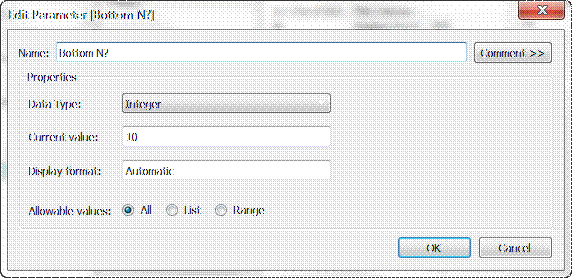 Edit Parameter [Bottom N?]
Name: Bottom N? Comment >>
Properties
Data Type: Integer
Current value: 10
Display format: Automatic
Allowable values: All List Range
OK Cancel